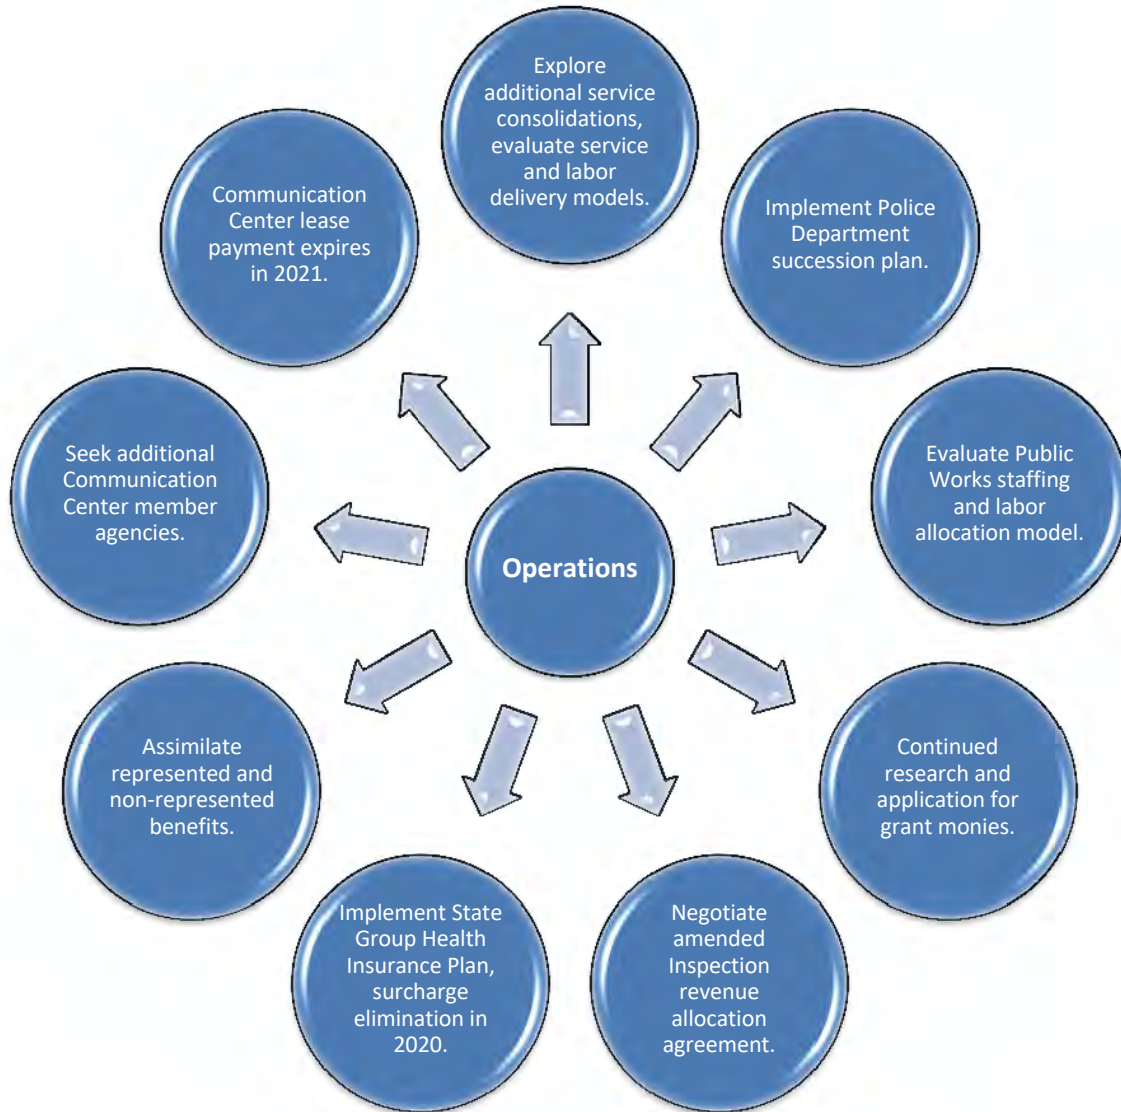 Explore
additional service
consolidations,
evaluate service
and labor
delivery models.
Implement Police
Department
succession plan.
Evaluate Public
Works staffing
and labor
allocation model.
Continued
research and
application for
grant monies.
Negotiate
amended
Inspection
revenue
allocation
agreement.
Implement State
Group Health
Insurance Plan,
surcharge
elimination in
2020.
Assimilate
represented and
non-represented
benefits.
Seek additional
Communication
Center member
agencies.
Communication
Center lease
payment expires
in 2021.
Operations